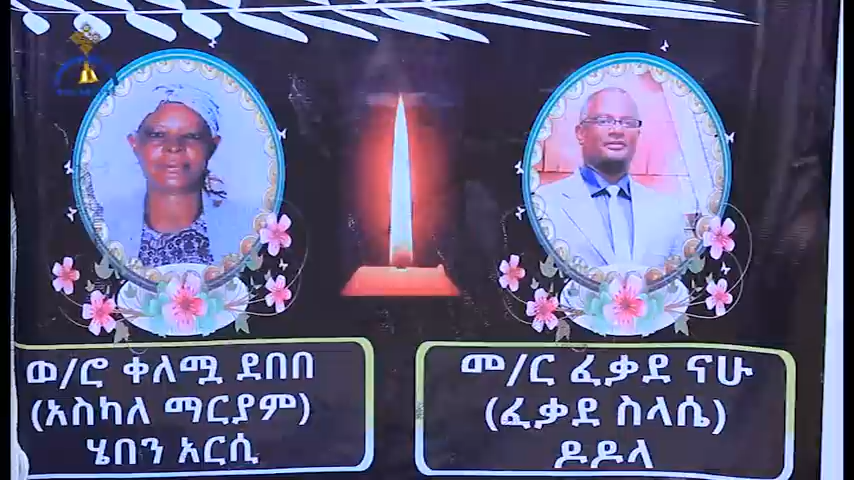 ወ/ሮ ቀለሟ ደበበ
(አስካለ ማርያም)
ሄበን አርሲ
መ/ር ፈቃደ ናሁ
(ፈቃደ ስላሴ)
ዶዶላ